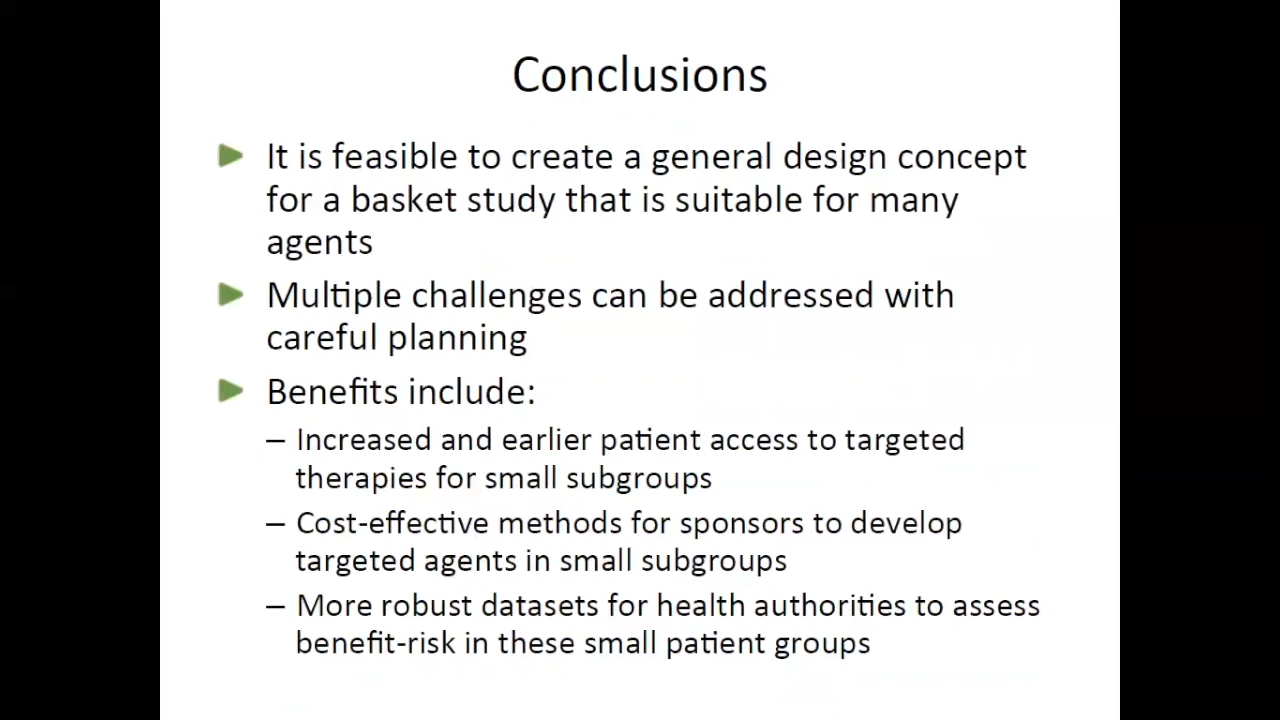 Conclusions
It is feasible to create a general design concept
for a basket study that is suitable for many
agents
Multiple challenges can be addressed with
careful planning
Benefits include:
– Increased and earlier patient access to targeted
therapies for small subgroups
– Cost-effective methods for sponsors to develop
targeted agents in small subgroups
– More robust datasets for health authorities to assess
benefit-risk in these small patient groups